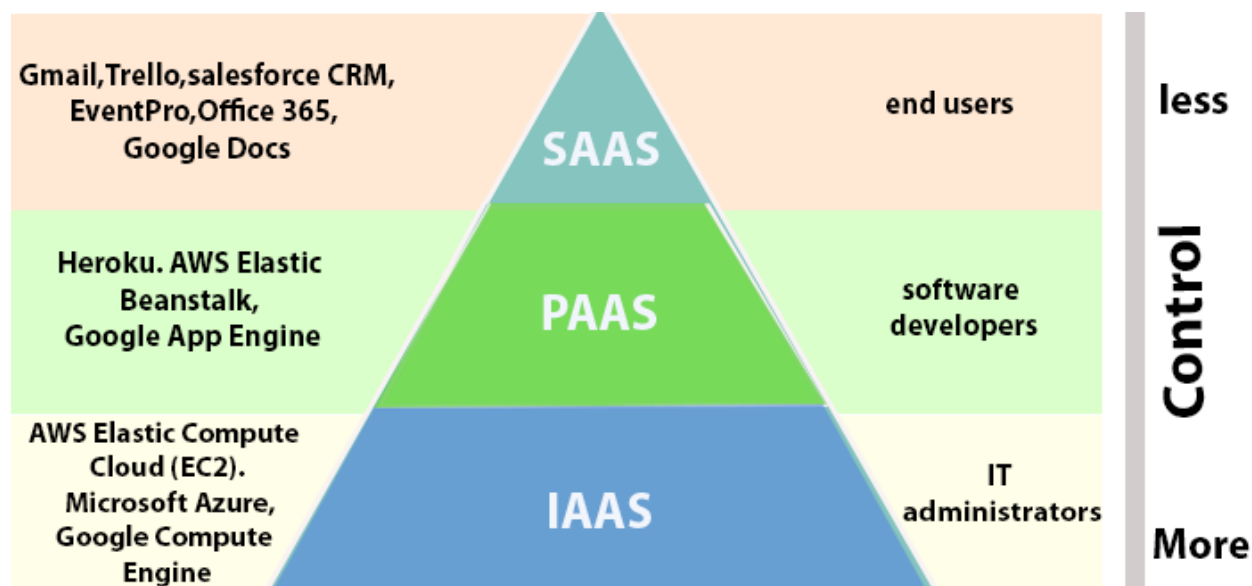 Gmail,Trello,salesforce CRM,
EventPro,Office 365,
Google Docs
SAAS
end users
less
Heroku. AWS Elastic
Beanstalk,
Google App Engine
PAAS
software
developers
Control
AWS Elastic Compute
Cloud (EC2).
Microsoft Azure,
Google Compute
Engine
IAAS
IT
administrators
More